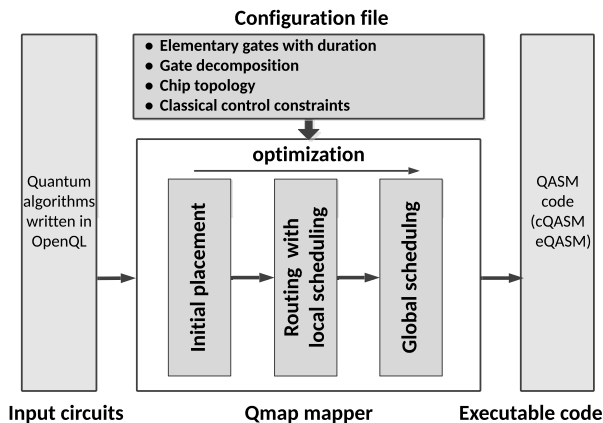 Configuration file
● Elementary gates with duration
● Gate decomposition
● Chip topology
● Classical control constraints
optimization
Quantum
algorithms
written in
OpenQL
Initial placement
Routing with
local scheduling
Global schedulng
QASM
code
(cQASM
eQASM)
Input circuits
Qmap mapper
Executable code